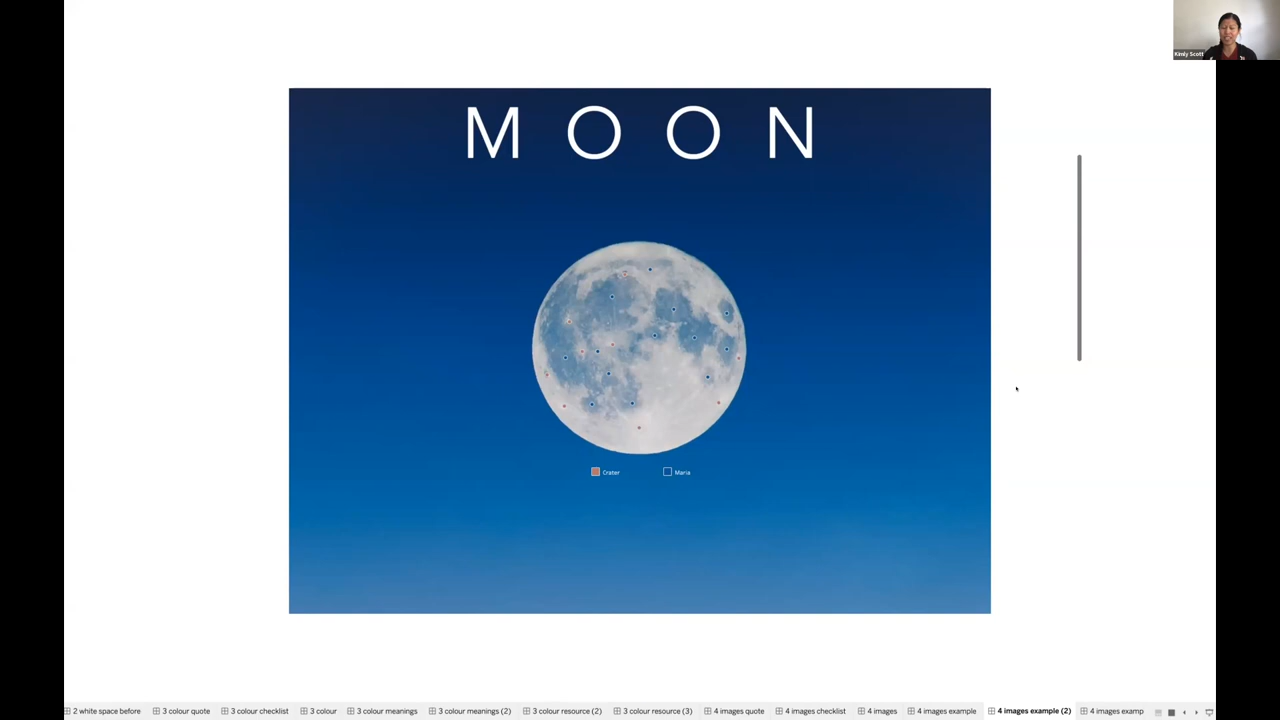 Kimly Scott
M O O N
Crater
Maria
2 white space before
3 colour quote
3 colour checklist
3 colour
3 colour meanings
3 colour meanings (2)
3 colour resource (2)
3 colour resource (3)
4 images quote
4 images checklist
4 images
4 images example
4 images example (2)
4 images examp